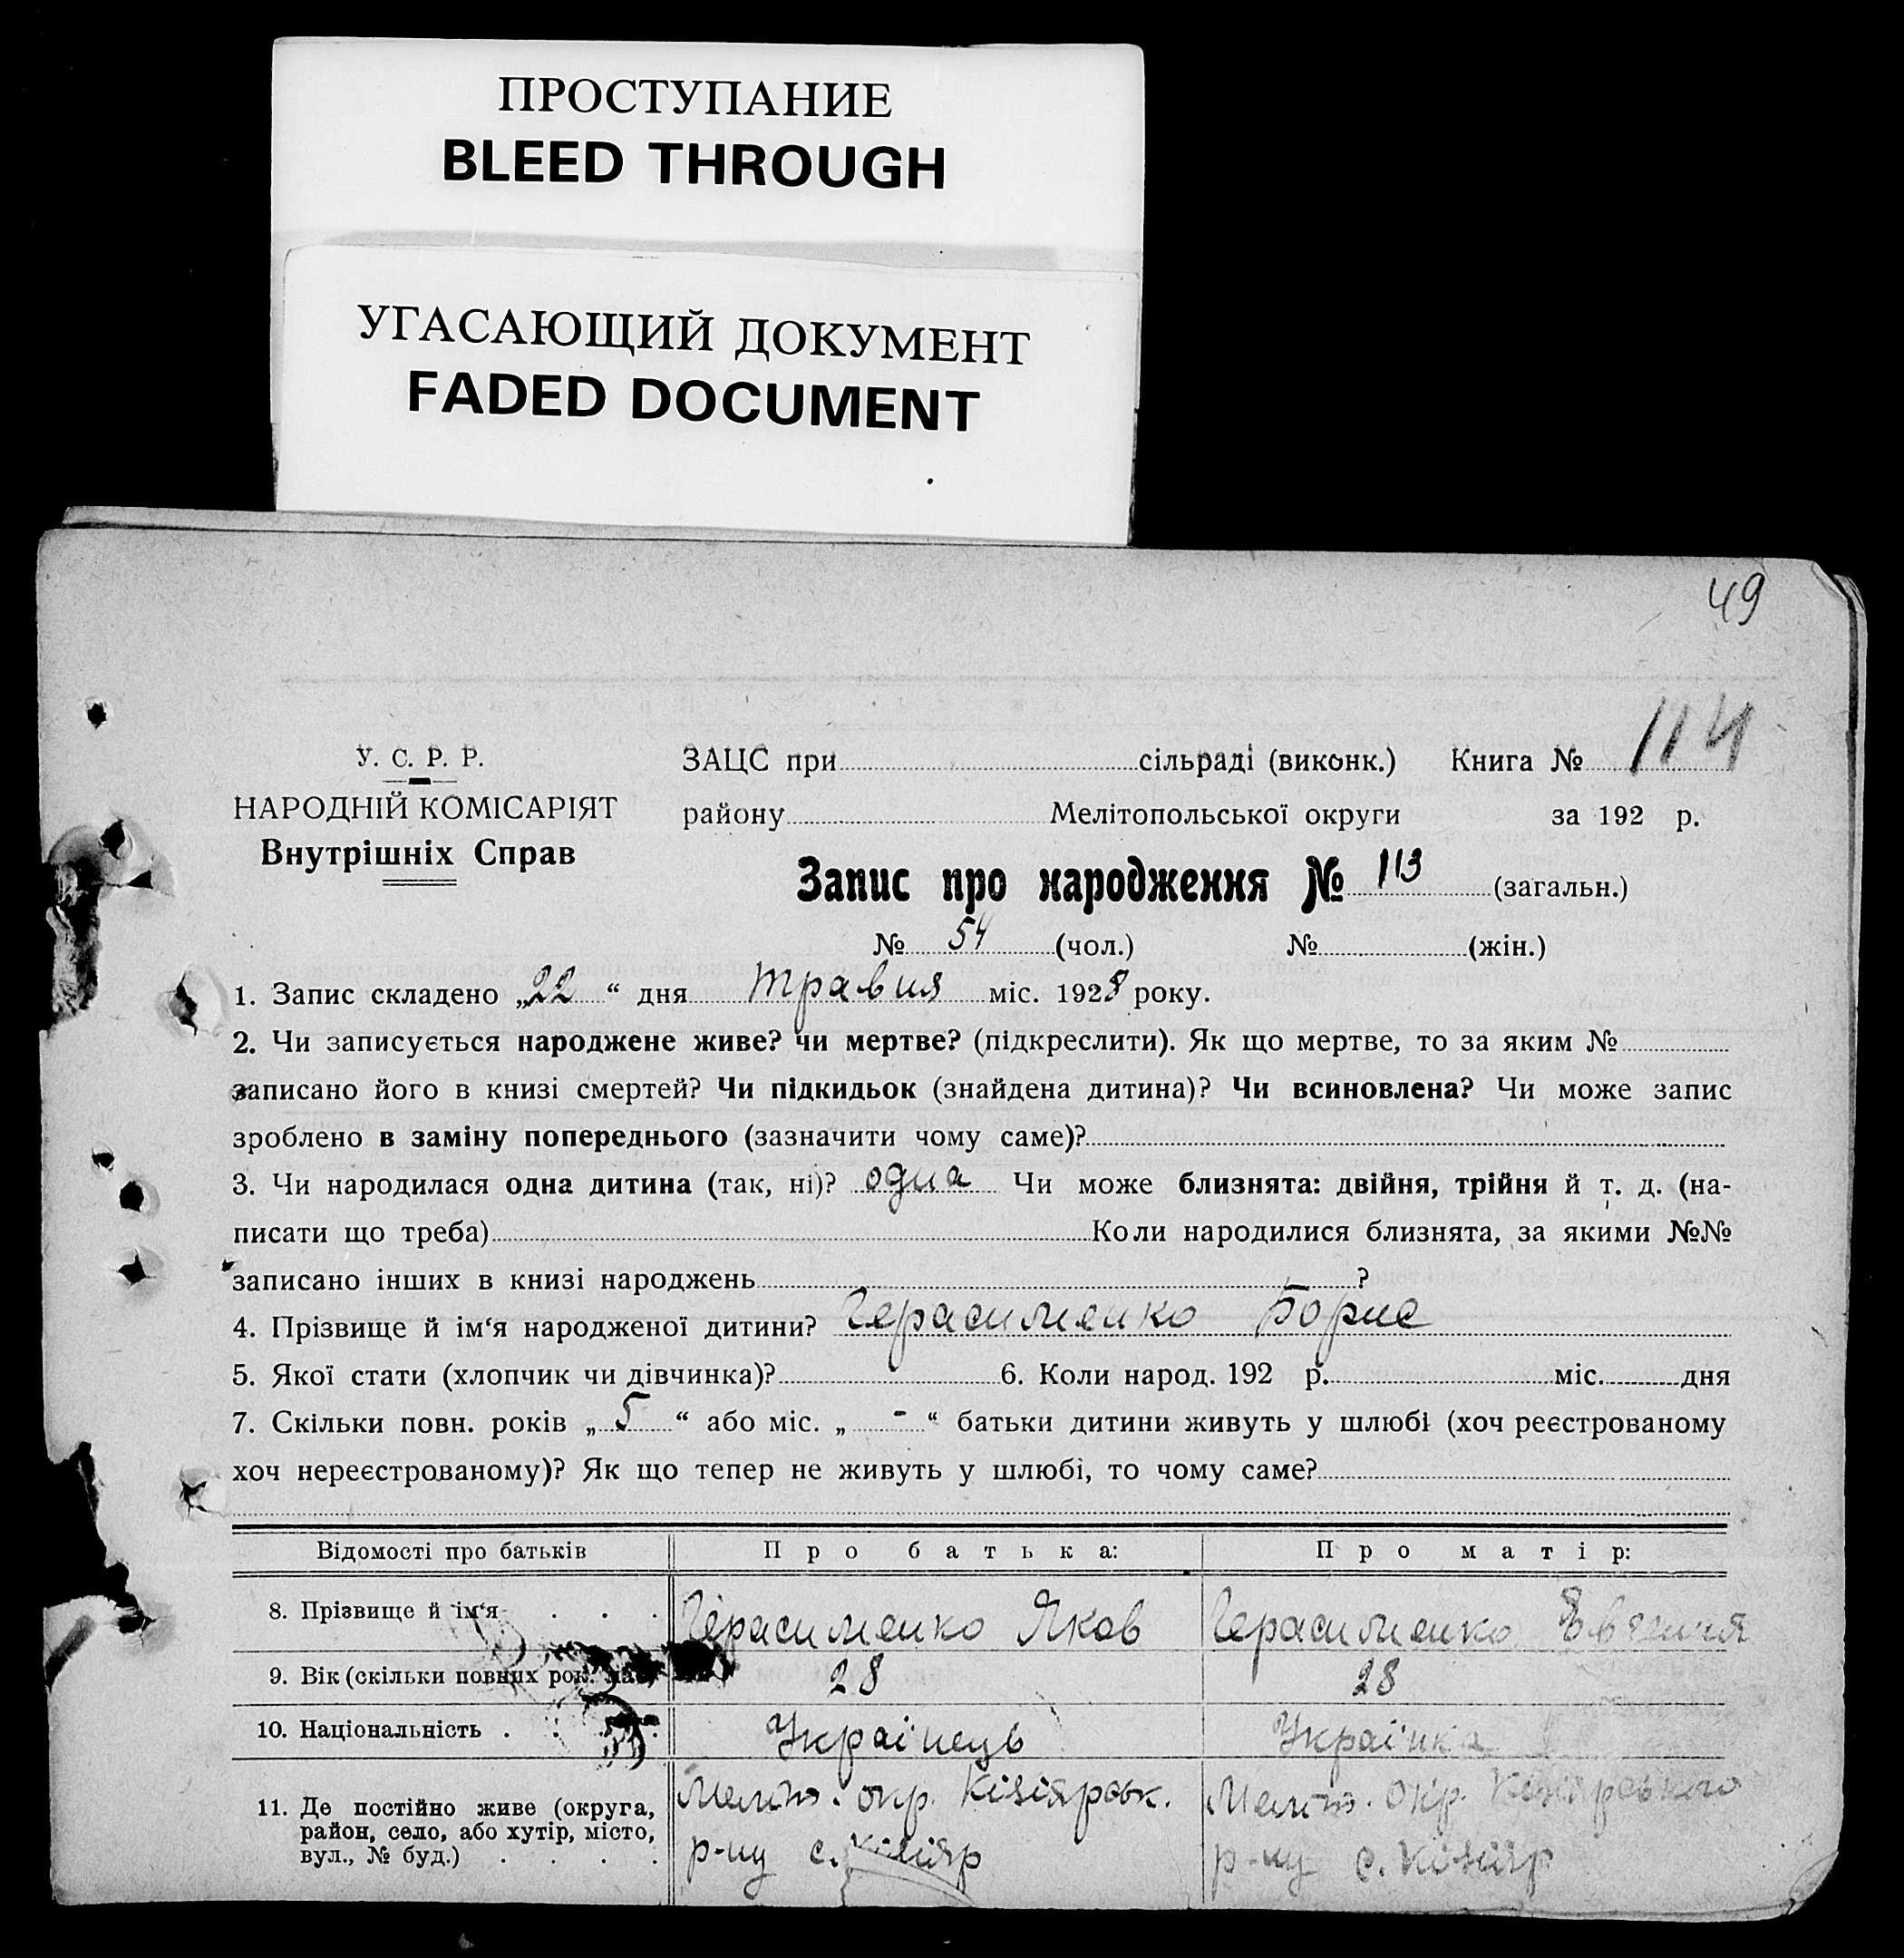 ПРОСТУПАНИЕ
BLEED THROUGH
УГАСАЮЩИЙ ДОКУМЕНТ
FADED DOCUMENT
49
У. С. Р. Р.
НАРОДНІЙ КОМІСАРІЯТ
Внутрішніх Справ
ЗАЦС при сільраді (виконк.) Книга № 114
району Мелітопольської округи за 192 р.
Запис про народження № 113 (загальн.)
№ 54 (чол.) № (жін.)
1. Запис складено „22“ дня травня міс. 1928 року.
2. Чи записується народжене живе? чи мертве? (підкреслити). Як що мертве, то за яким №
записано його в книзі смертей? Чи підкидьок (знайдена дитина)? Чи всиновлена? Чи може запис
зроблено в заміну попереднього (зазначити чому саме)?
3. Чи народилася одна дитина (так, ні)? одна Чи може близнята: двійня, трійня й т. д. (на-
писати що треба) Коли народилися близнята, за якими №№
записано інших в книзі народжень ?
4. Прізвище й ім‘я народженої дитини? Герасименко Борис
5. Якої стати (хлопчик чи дівчинка)? 6. Коли народ. 192 р. міс. дня
7. Скільки повн. років „5“ або міс. „-“ батьки дитини живуть у шлюбі (хоч реєстрованому
хоч нереєстрованому)? Як що тепер не живуть у шлюбі, то чому саме?
Відомості про батьків Про батька: Про матір:
8. Прізвище й ім‘я . . . Герасименко Яков Герасименко Євгенія
9. Вік (скільки повних рок. має) 28 28
10. Національність . . . . Українець Українка
11. Де постійно живе (округа,
район, село, або хутір, місто,
вул., № буд.) . . . .
Меліт. окр. Кізіярськ.
р-ну с. Кізіяр
Меліт. Окр. Кізіярського
р-ну с. Кізіяр